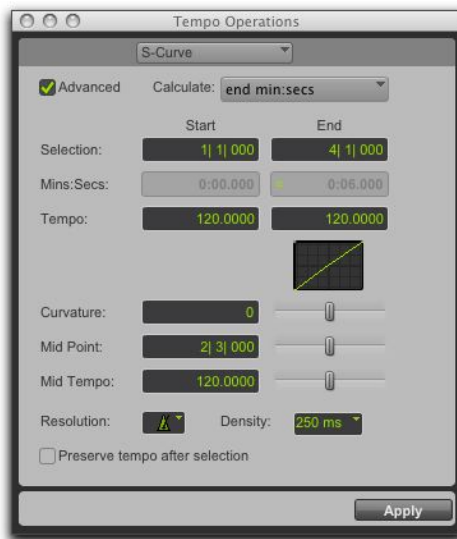 Tempo Operations
S-Curve
Advanced Calculate: end min:secs
Start End
Selection: 1| 1| 000 4| 1| 000
Mins:Secs: 0:00.000 0:06.000
Tempo: 120.0000 120.0000
Curvature: 0
Mid Point: 2| 3| 000
Mid Tempo: 120.0000
Resolution: Density: 250 ms
Preserve tempo after selection
Apply